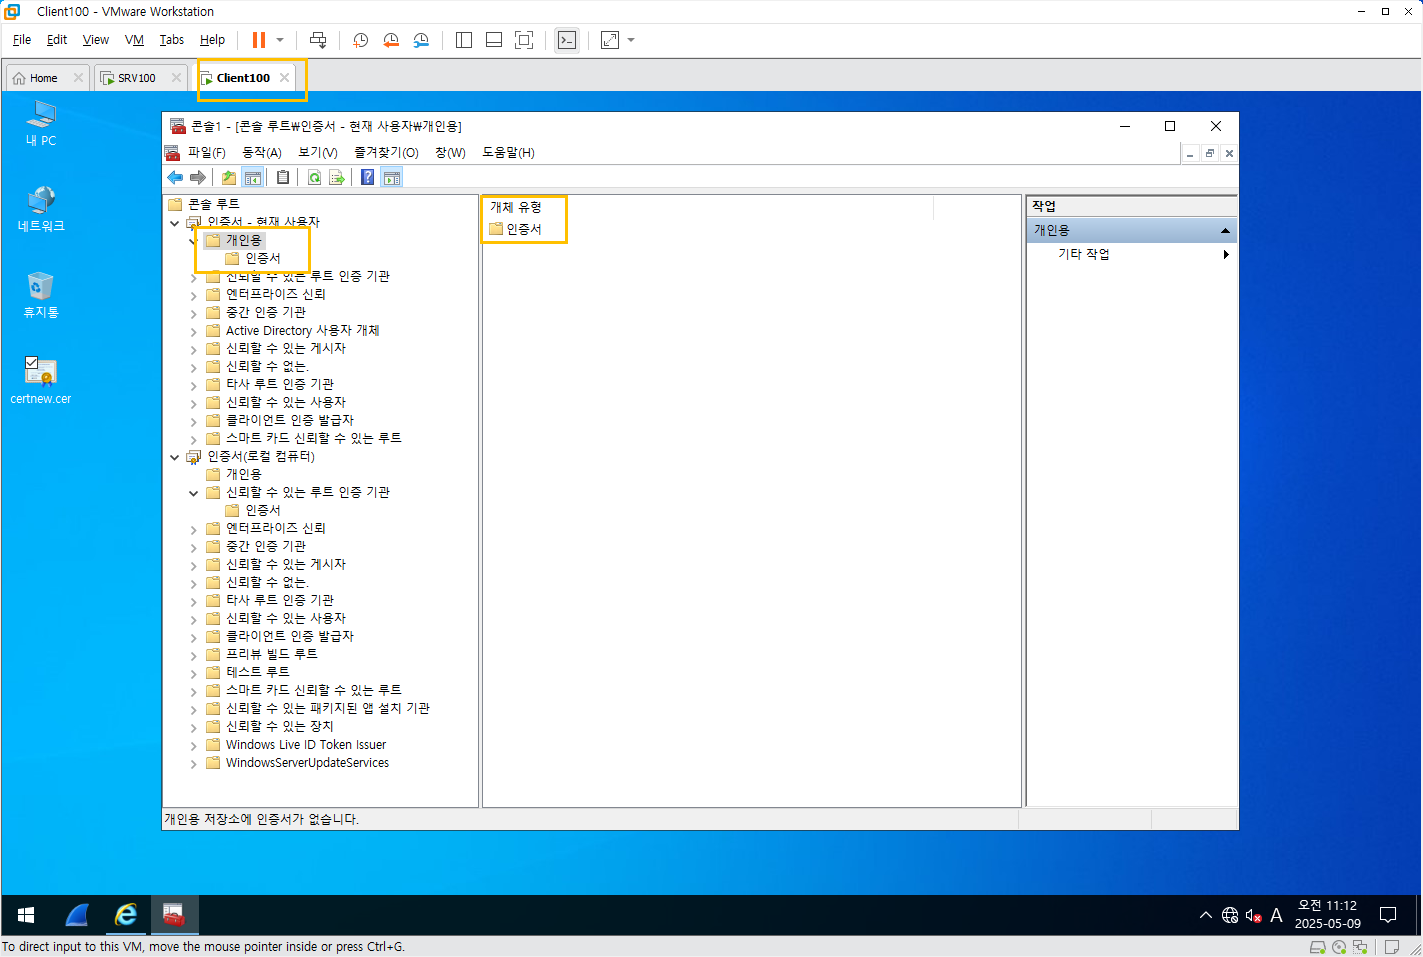 Client100 - VMware Workstation
File Edit View VM Tabs Help
Home SRV100 Client100
내 PC
네트워크
휴지통
certnew.cer
콘솔1 - [콘솔 루트₩인증서 - 현재 사용자₩개인용]
파일(F) 동작(A) 보기(V) 즐겨찾기(O) 창(W) 도움말(H)
콘솔 루트
인증서 - 현재 사용자
개인용
인증서
신뢰할 수 있는 루트 인증 기관
엔터프라이즈 신뢰
중간 인증 기관
Active Directory 사용자 개체
신뢰할 수 있는 게시자
신뢰할 수 없는.
타사 루트 인증 기관
신뢰할 수 있는 사용자
클라이언트 인증 발급자
스마트 카드 신뢰할 수 있는 루트
인증서(로컬 컴퓨터)
개인용
신뢰할 수 있는 루트 인증 기관
인증서
엔터프라이즈 신뢰
중간 인증 기관
신뢰할 수 있는 게시자
신뢰할 수 없는.
타사 루트 인증 기관
신뢰할 수 있는 사용자
클라이언트 인증 발급자
프리뷰 빌드 루트
테스트 루트
스마트 카드 신뢰할 수 있는 루트
신뢰할 수 있는 패키지된 앱 설치 기관
신뢰할 수 있는 장치
Windows Live ID Token Issuer
WindowsServerUpdateServices
개체 유형
인증서
작업
개인용
기타 작업
개인용 저장소에 인증서가 없습니다.
A
오전 11:12
2025-05-09
To direct input to this VM, move the mouse pointer inside or press Ctrl+G.